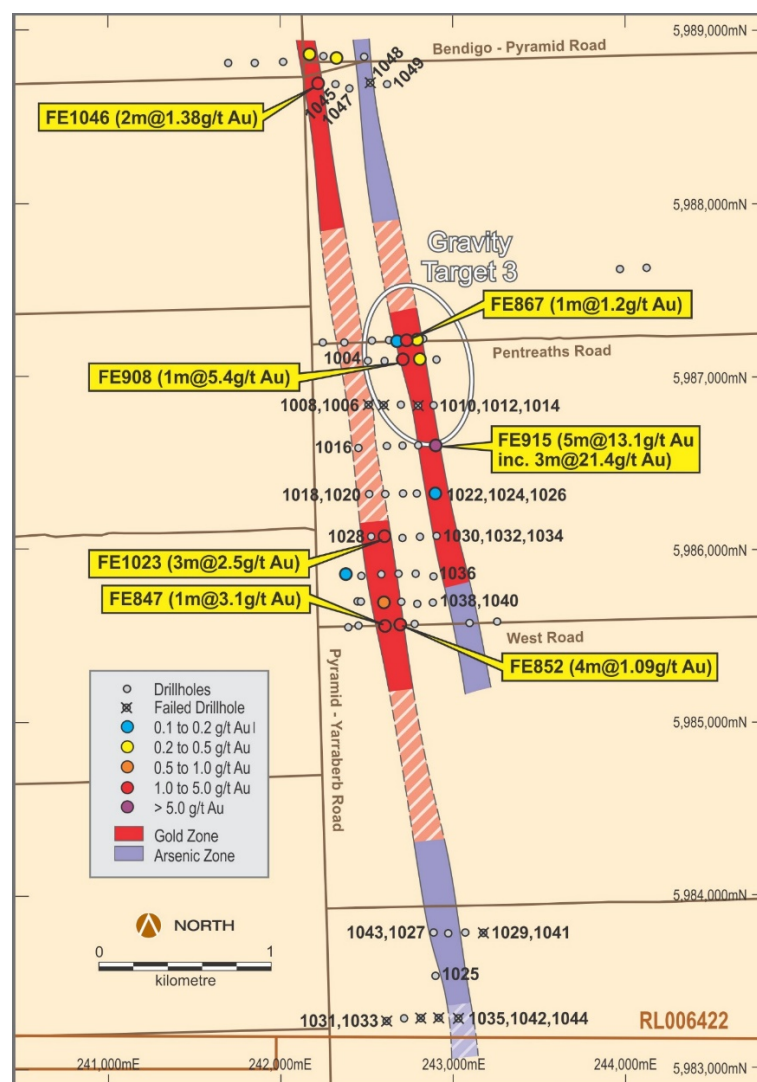 5,989,000mN
Bendigo - Pyramid Road
1048
1049
1045
1047
FE1046 (2m@1.38g/t Au)
5,988,000mN
Gravity
Target 3
FE867 (1m@1.2g/t Au)
Pentreaths Road
1004
FE908 (1m@5.4g/t Au)
5,987,000mN
1008,1006
1010,1012,1014
FE915 (5m@13.1g/t Au
inc. 3m@21.4g/t Au)
1016
1018,1020
1022,1024,1026
1028
1030,1032,1034
5,986,000mN
FE1023 (3m@2.5g/t Au)
1036
FE847 (1m@3.1g/t Au)
1038,1040
West Road
FE852 (4m@1.09g/t Au)
Pyramid - Yarraberb Road
Drillholes
Failed Drillhole
0.1 to 0.2 g/t Au
0.2 to 0.5 g/t Au
0.5 to 1.0 g/t Au
1.0 to 5.0 g/t Au
> 5.0 g/t Au
Gold Zone
Arsenic Zone
5,985,000mN
5,984,000mN
NORTH
0 1
kilometre
1043,1027
1029,1041
1025
1031,1033
1035,1042,1044
RL006422
241,000mE
242,000mE
243,000mE
244,000mE
5,983,000mN